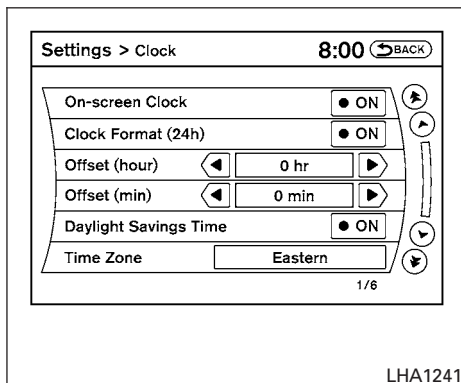 Settings > Clock 8:00 BACK
On-screen Clock ON
Clock Format (24h) ON
Offset (hour) 0 hr
Offset (min) 0 min
Daylight Savings Time ON
Time Zone Eastern
1/6
LHA1241